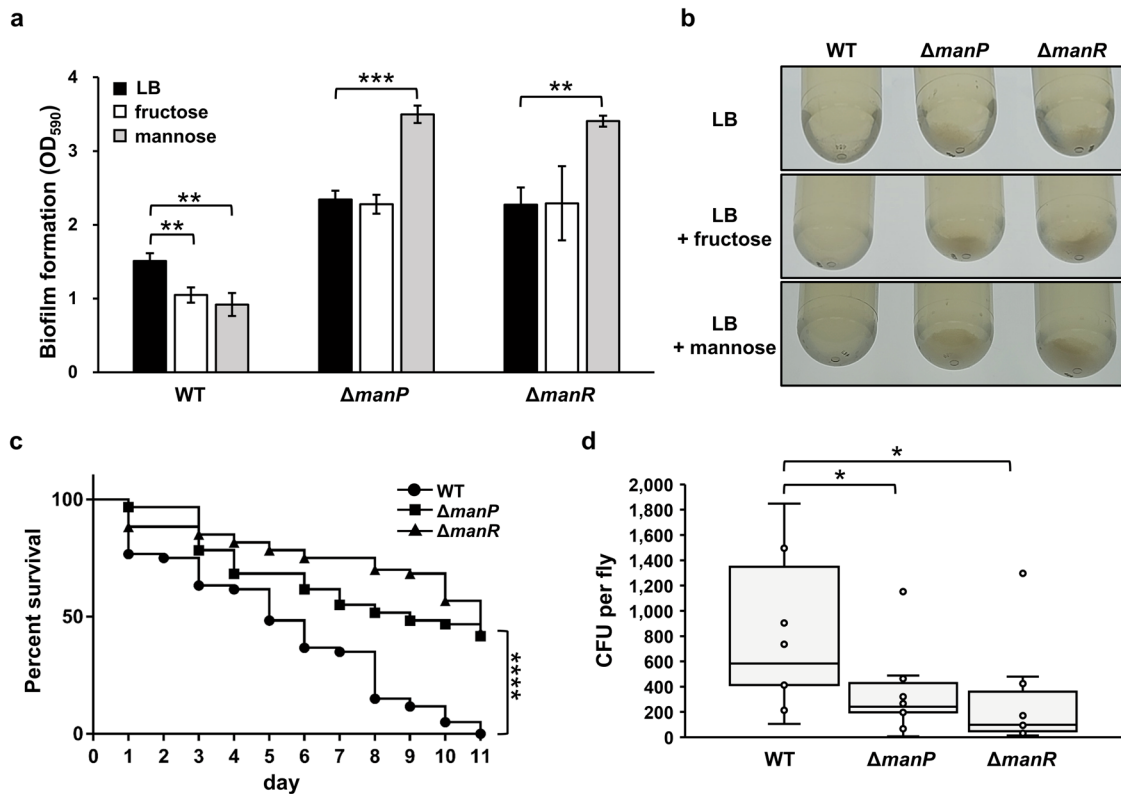 a
Biofilm formation (OD590)
4
3
2
1
0
LB
fructose
mannose
**
**
***
**
WT
ΔmanP
ΔmanR
b
WT
ΔmanP
ΔmanR
LB
LB
+ fructose
LB
+ mannose
c
Percent survival
100
50
0
WT
ΔmanP
ΔmanR
****
0 1 2 3 4 5 6 7 8 9 10 11
day
d
CFU per fly
2,000
1,800
1,600
1,400
1,200
1,000
800
600
400
200
0
*
*
WT
ΔmanP
ΔmanR